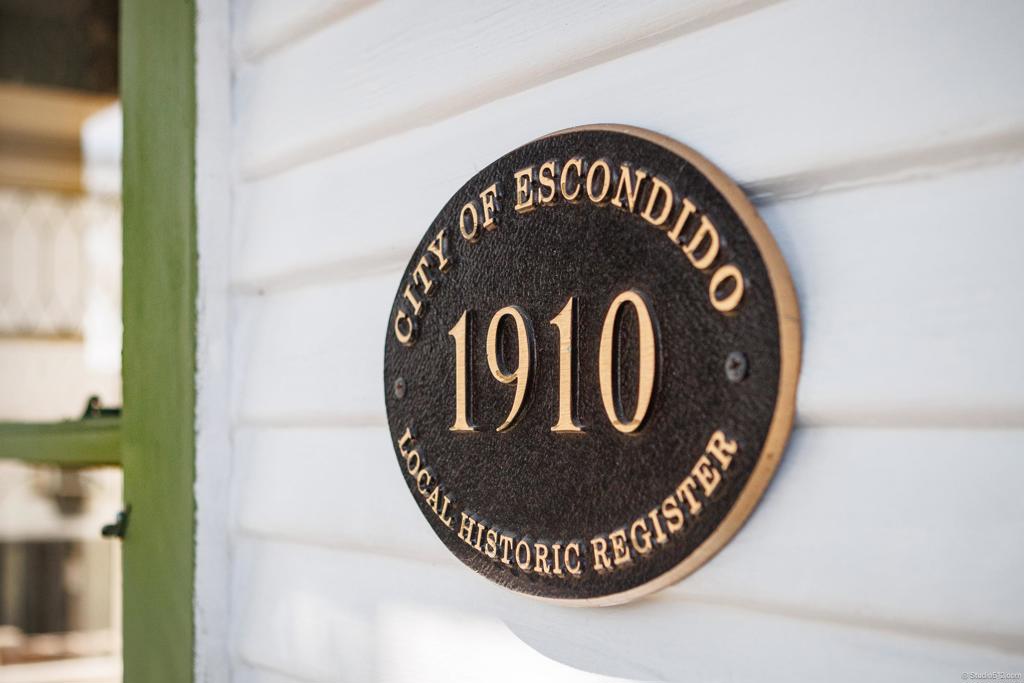 CITY OF ESCONDIDO
1910
LOCAL HISTORIC REGISTER